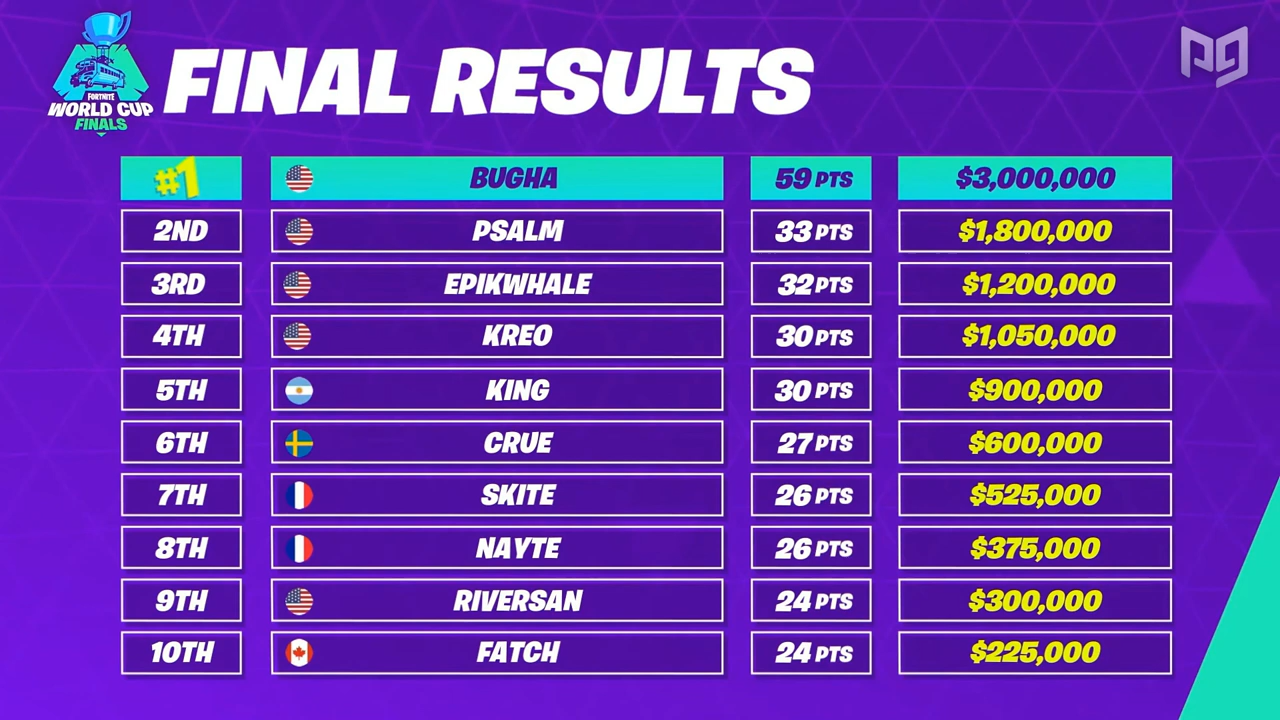 FORTNITE
WORLD CUP
FINALS
FINAL RESULTS
PG
#1 BUGHA 59 PTS $3,000,000
2ND PSALM 33 PTS $1,800,000
3RD EPIKWHALE 32 PTS $1,200,000
4TH KREO 30 PTS $1,050,000
5TH KING 30 PTS $900,000
6TH CRUE 27 PTS $600,000
7TH SKITE 26 PTS $525,000
8TH NAYTE 26 PTS $375,000
9TH RIVERSAN 24 PTS $300,000
10TH FATCH 24 PTS $225,000